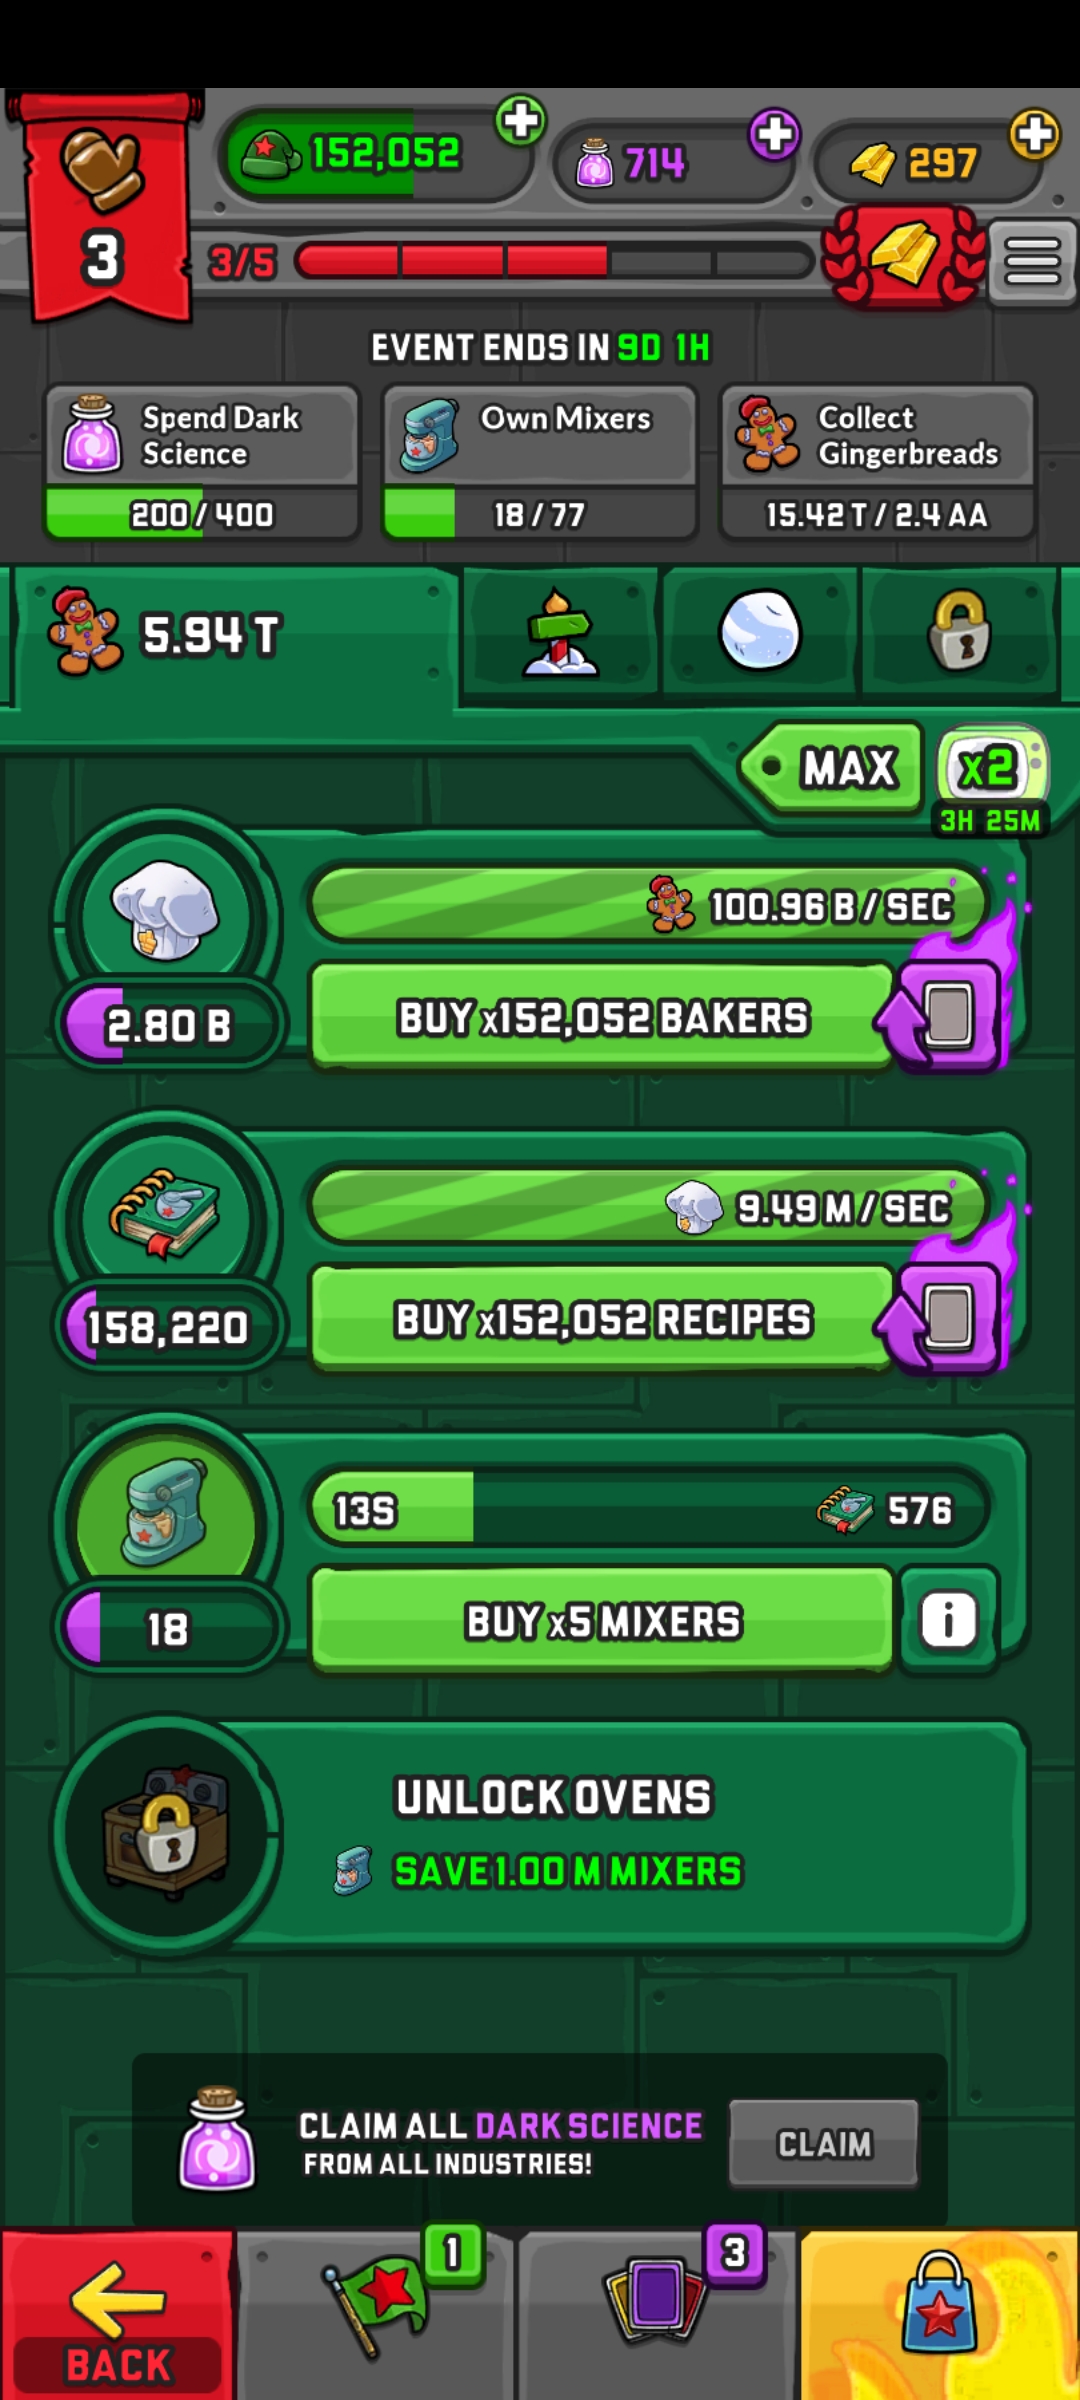 152,052
714
297
3
3/5
EVENT ENDS IN 9D 1H
Spend Dark
Science
200/400
Own Mixers
18/77
Collect
Gingerbreads
15.42 T/2.4 AA
5.94 T
MAX
x2
3H 25M
100.96 B/SEC
2.80 B
BUY x152,052 BAKERS
9.49 M/SEC
158,220
BUY x152,052 RECIPES
13S
576
18
BUY x5 MIXERS
i
UNLOCK OVENS
SAVE 1.00 M MIXERS
CLAIM ALL DARK SCIENCE
FROM ALL INDUSTRIES!
CLAIM
1
3
BACK